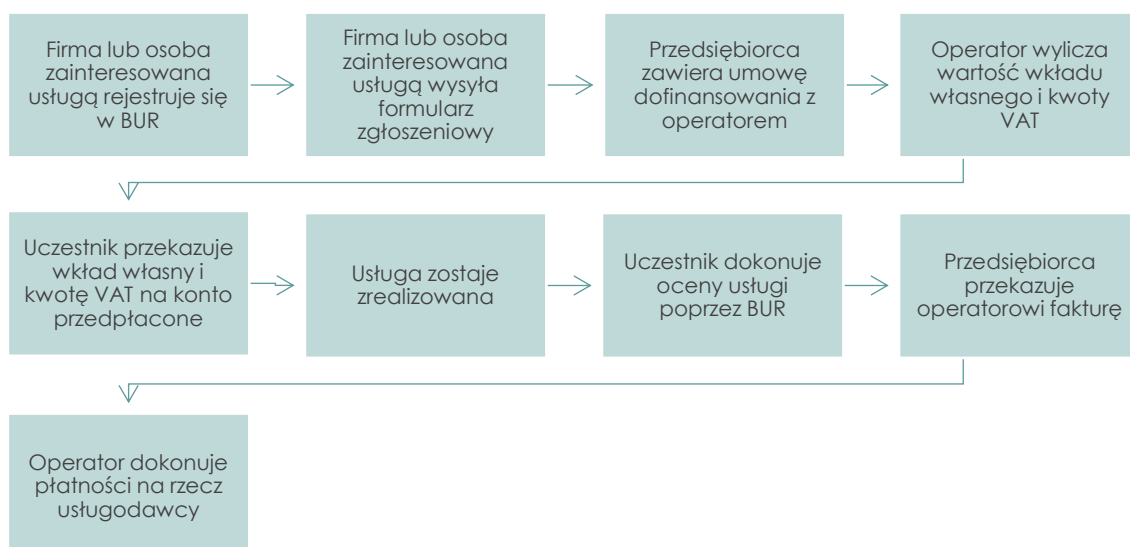 Firma lub osoba
zainteresowana
usługą rejestruje się
w BUR
Firma lub osoba
zainteresowana
usługą wysyła
formularz
zgłoszeniowy
Przedsiębiorca
zawiera umowę
dofinansowania z
operatorem
Operator wylicza
wartość wkładu
własnego i kwoty
VAT
Uczestnik przekazuje
wkład własny i
kwotę VAT na konto
przedpłacone
Usługa zostaje
zrealizowana
Uczestnik dokonuje
oceny usługi
poprzez BUR
Przedsiębiorca
przekazuje
operatorowi fakturę
Operator dokonuje
płatności na rzecz
usługodawcy